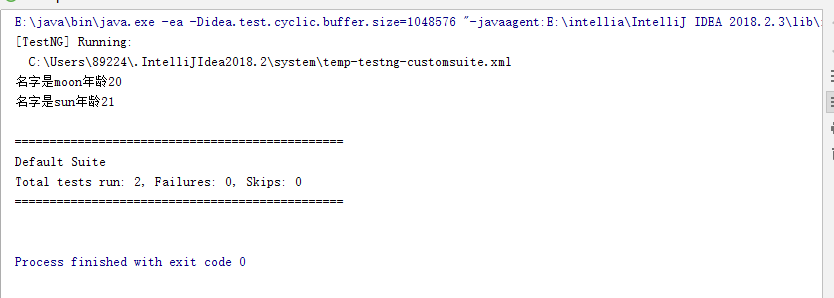 E:\java\bin\java.exe -ea -Didea.test.cyclic.buffer.size=1048576 "-javaagent:E:\intellia\IntelliJ IDEA 2018.2.3\lib\
[TestNG] Running:
  C:\Users\89224\.IntelliJIdea2018.2\system\temp-testng-customsuite.xml
名字是moon年龄20
名字是sun年龄21
===============================================
Default Suite
Total tests run: 2, Failures: 0, Skips: 0
===============================================
Process finished with exit code 0